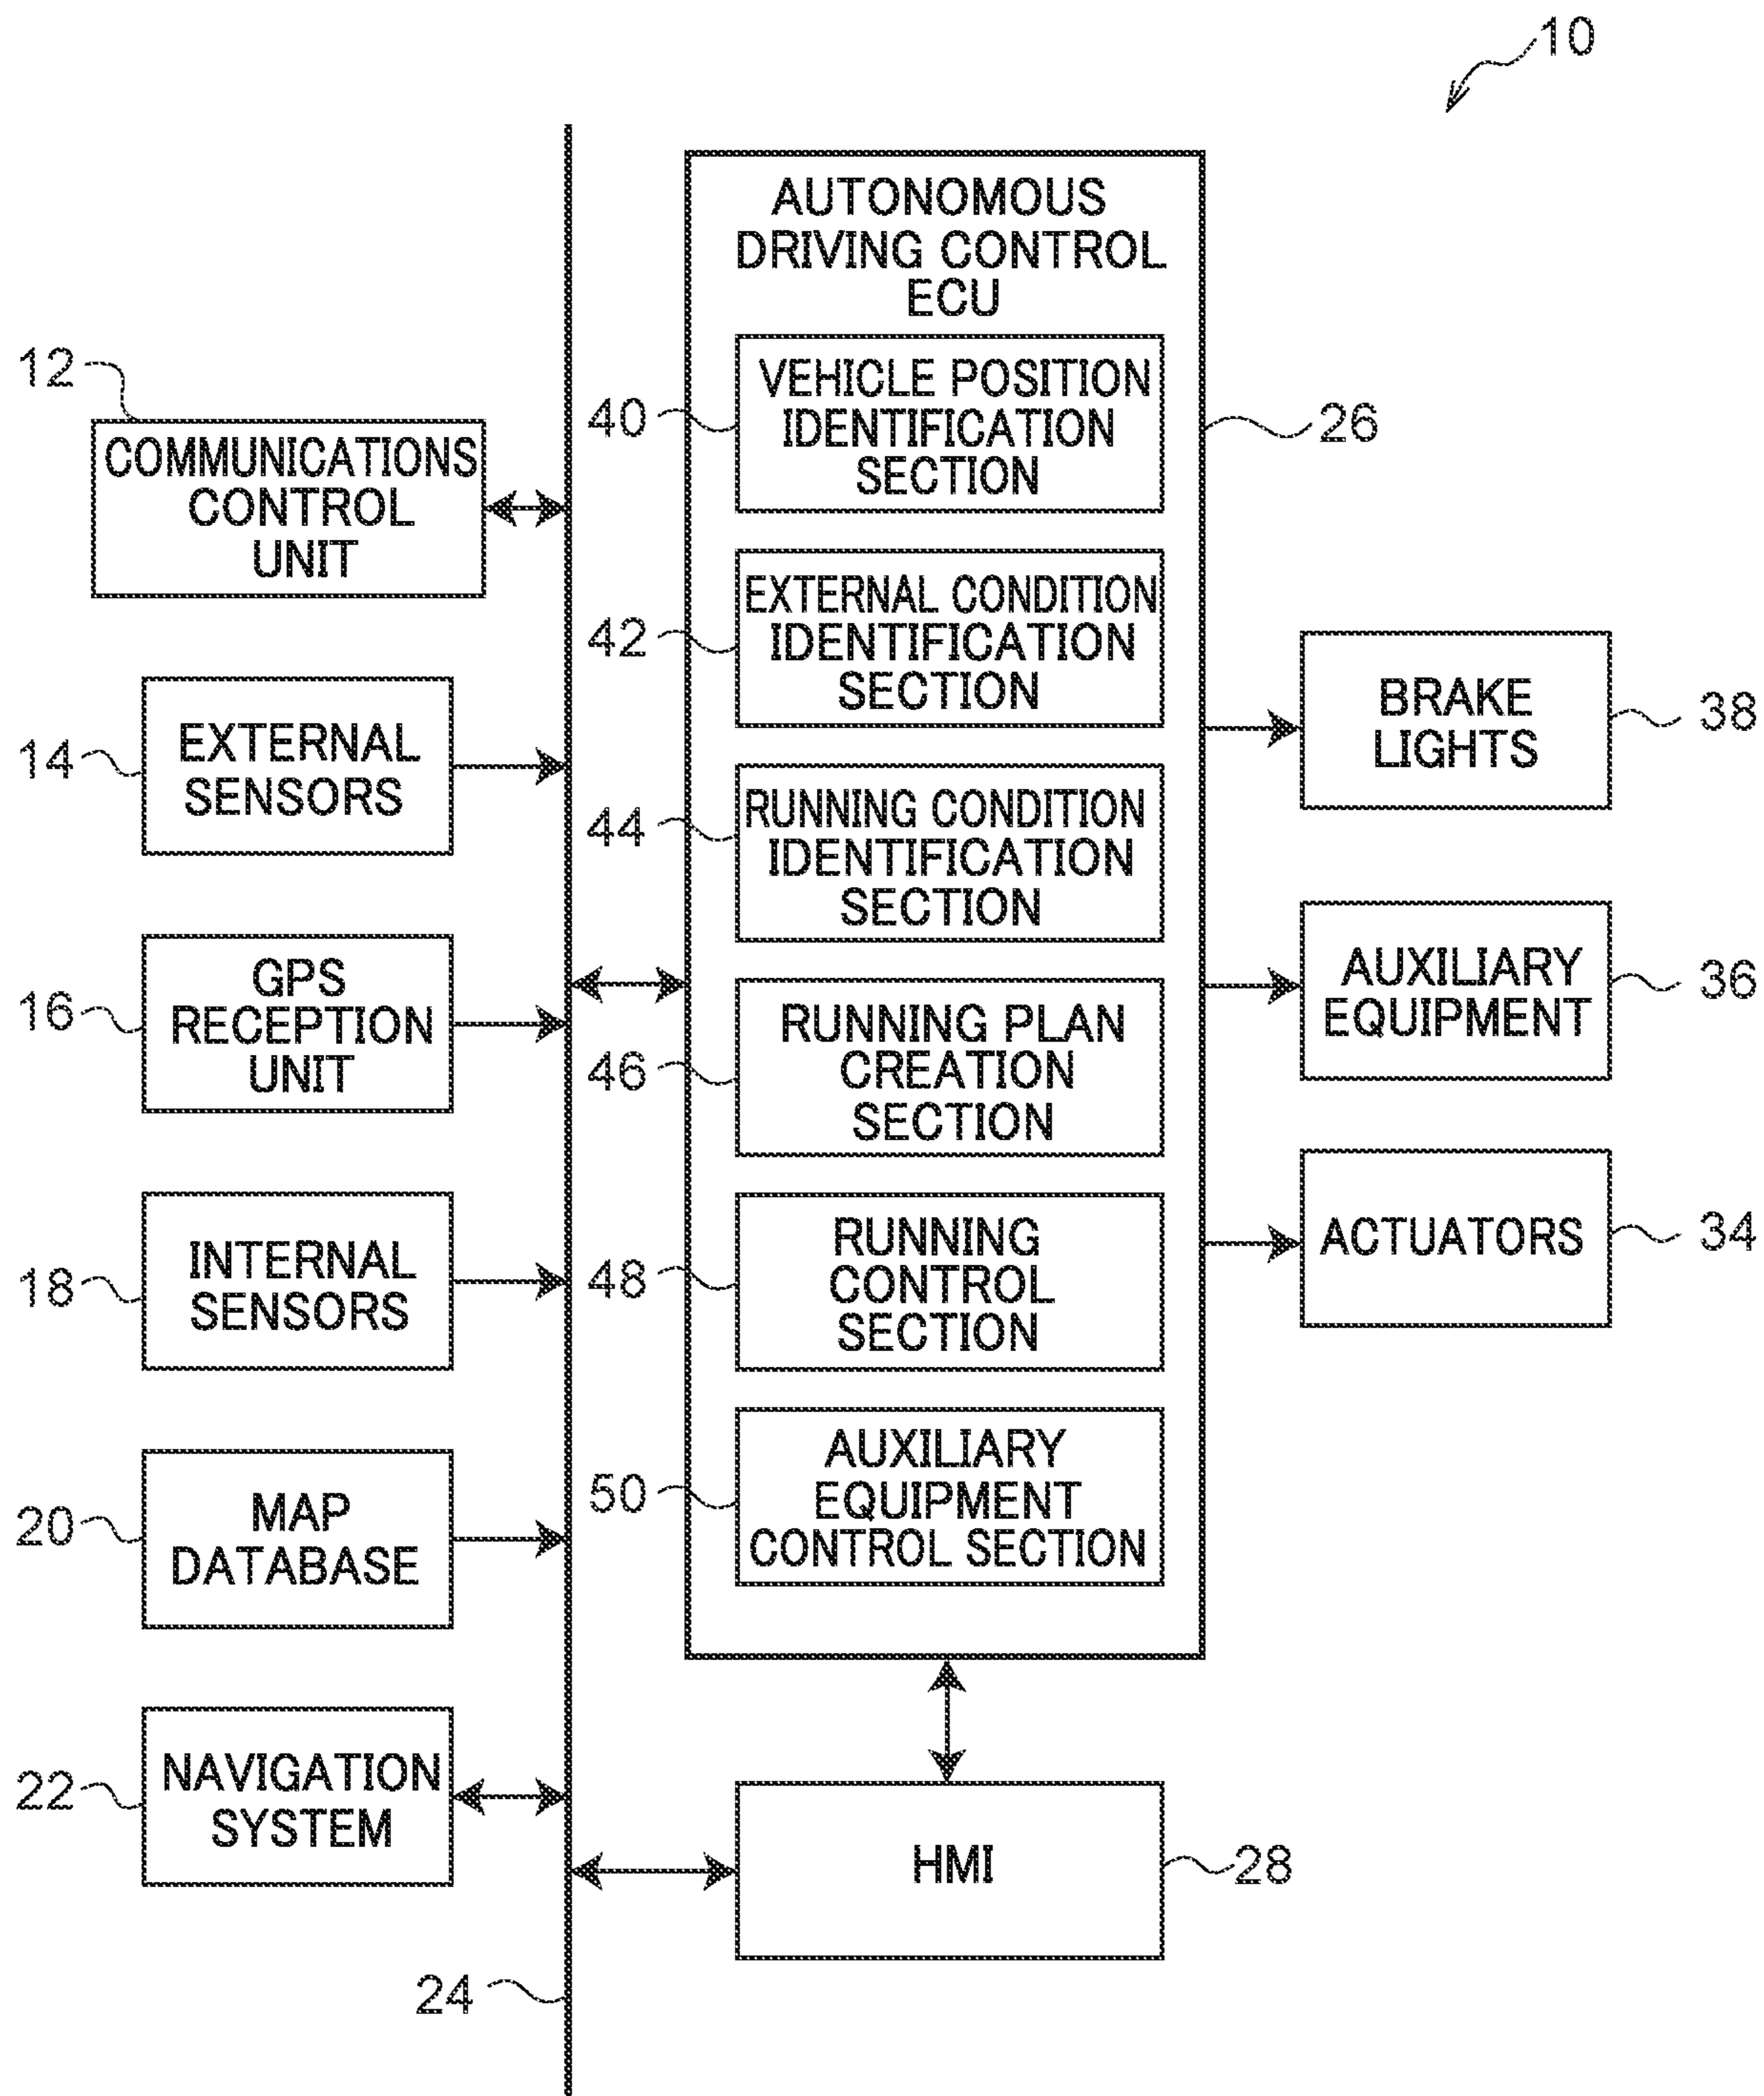 10
AUTONOMOUS
DRIVING CONTROL
ECU
12
COMMUNICATIONS
CONTROL
UNIT
14
EXTERNAL
SENSORS
16
GPS
RECEPTION
UNIT
18
INTERNAL
SENSORS
20
MAP
DATABASE
22
NAVIGATION
SYSTEM
24
40
VEHICLE POSITION
IDENTIFICATION
SECTION
26
42
EXTERNAL CONDITION
IDENTIFICATION
SECTION
44
RUNNING CONDITION
IDENTIFICATION
SECTION
46
RUNNING PLAN
CREATION
SECTION
48
RUNNING
CONTROL
SECTION
50
AUXILIARY
EQUIPMENT
CONTROL SECTION
HMI
28
BRAKE
LIGHTS
38
AUXILIARY
EQUIPMENT
36
ACTUATORS
34